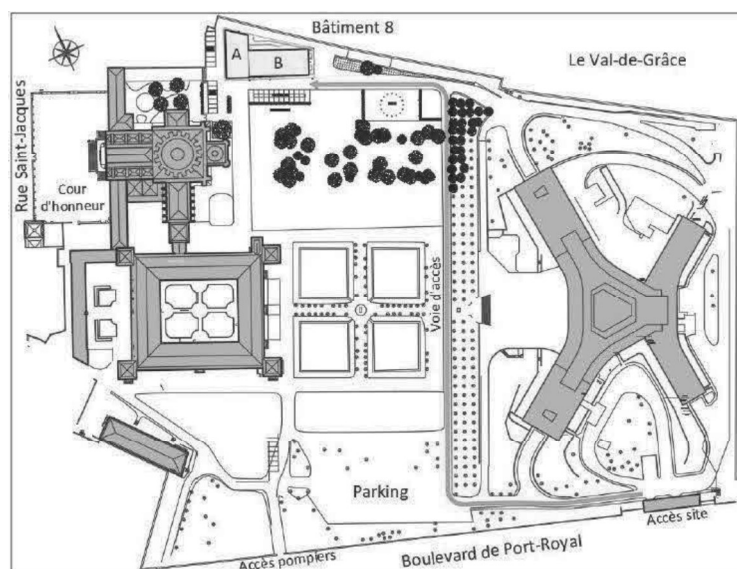 Bâtiment 8
A
B
Le Val-de-Grâce
Rue Saint-Jacques
Cour
d'honneur
Voie d'accès
Parking
Accès site
Accès pompiers
Boulevard de Port-Royal